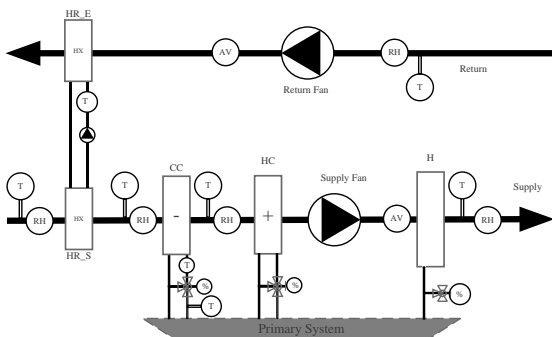 HR_E
HX
AV
RH
Return
T
Return Fan
T
T
T
T
CC
HC
Supply Fan
H
T
Supply
RH
HX
RH
-
RH
+
AV
RH
HR_S
T
%
%
%
T
Primary System